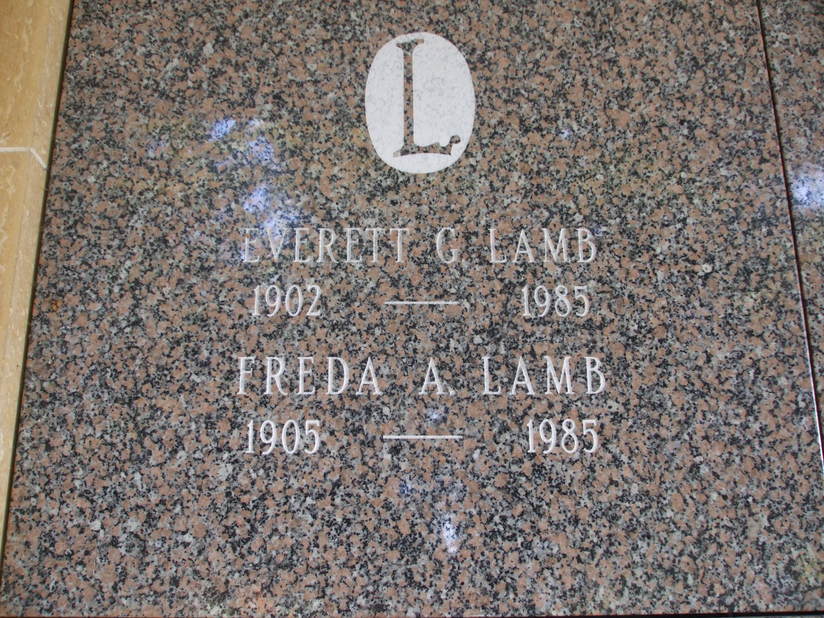 L
EVERETT G. LAMB
1902 — 1985
FREDA A. LAMB
1905 — 1985